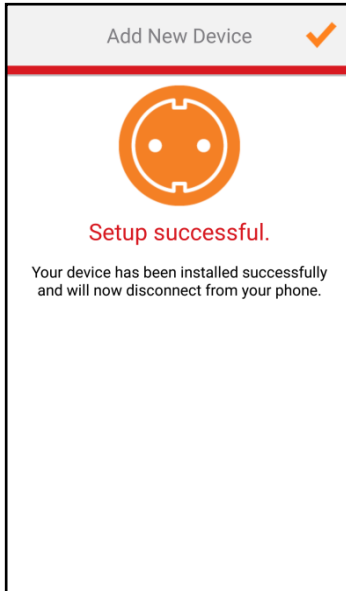 Add New Device
Setup successful.
Your device has been installed successfully
and will now disconnect from your phone.